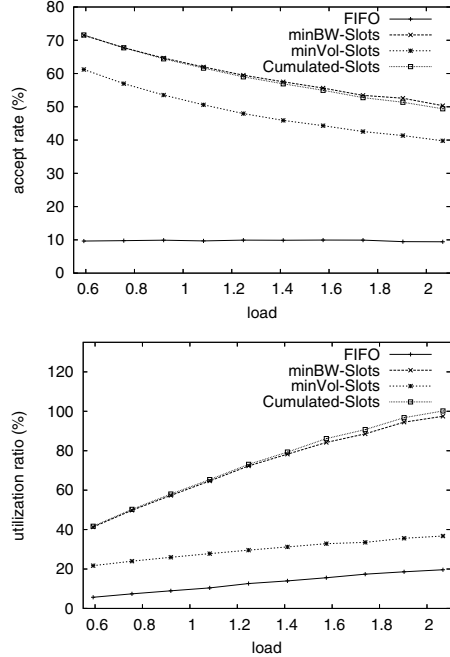 80
70
60
50
40
30
20
10
0
accept rate (%)
FIFO
minBW-Slots
minVol-Slots
Cumulated-Slots
0.6 0.8 1 1.2 1.4 1.6 1.8 2
load
120
100
80
60
40
20
0
utilization ratio (%)
FIFO
minBW-Slots
minVol-Slots
Cumulated-Slots
0.6 0.8 1 1.2 1.4 1.6 1.8 2
load